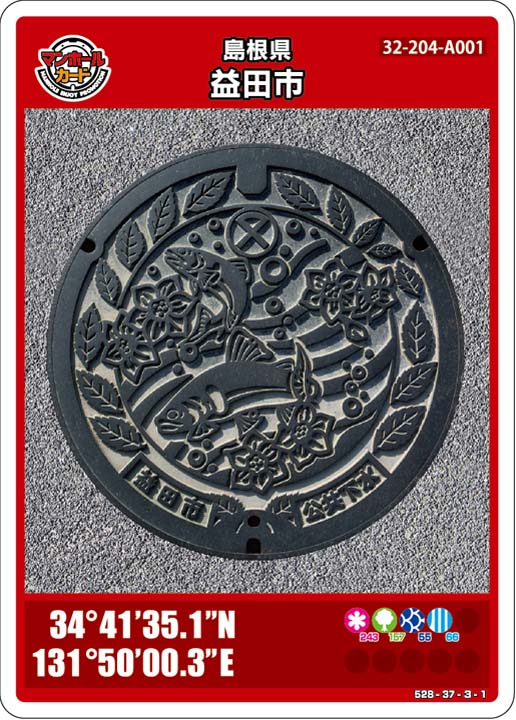 マンホール
カード
MANHOLE ENJOY PROMOTION
島根県
益田市
32-204-A001
益田市
公共下水
34°41'35.1"N
131°50'00.3"E
243 157 55 66
528-37-3-1